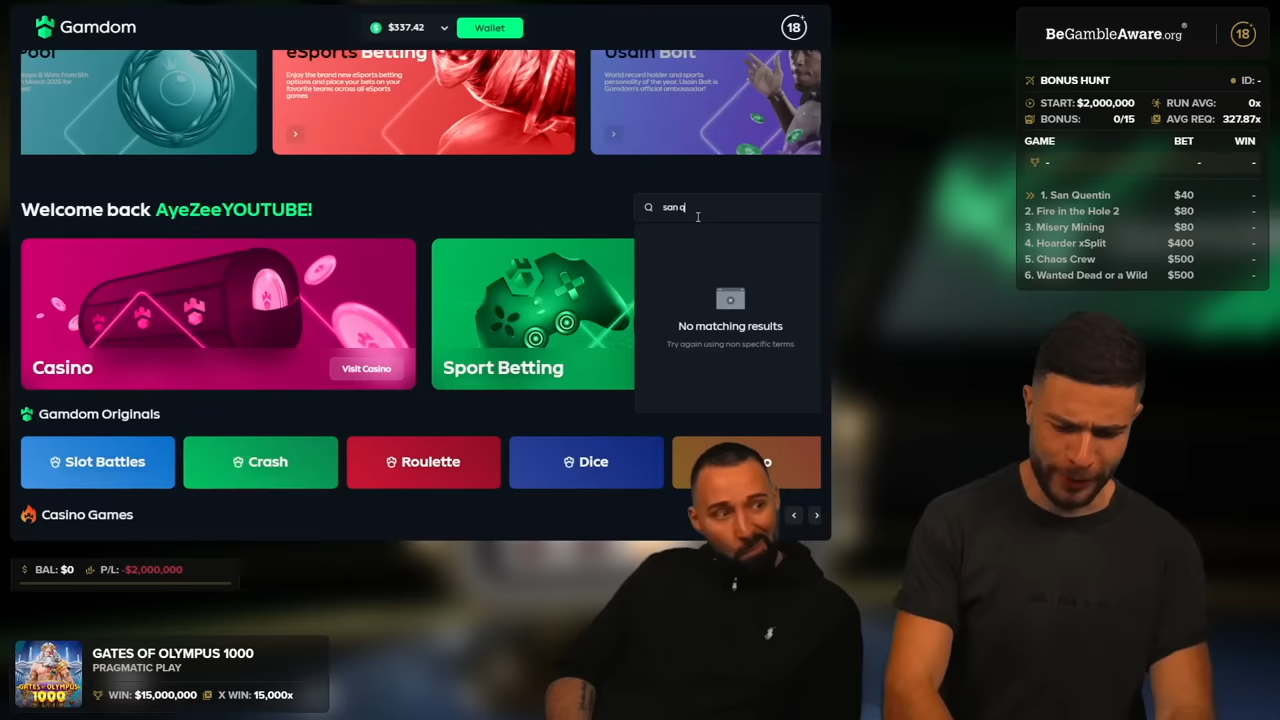 Gamdom
$337.42
Wallet
18+
Pool
eSports Betting
Enjoy the brand new eSports betting
options and place your bets on your
favorite teams across all eSports
games
Usain Bolt
World record holder and sports
personality of the year, Usain Bolt is
Gamdom's official ambassador!
Welcome back AyeZeeYOUTUBE!
san q
No matching results
Try again using non specific terms
Casino
Visit Casino
Sport Betting
Gamdom Originals
Slot Battles
Crash
Roulette
Dice
Casino Games
BAL: $0
P/L: -$2,000,000
GATES OF OLYMPUS 1000
PRAGMATIC PLAY
WIN: $15,000,000
X WIN: 15,000x
GATES OF OLYMPUS
1000
BeGambleAware.org®
18+
BONUS HUNT
ID: -
START: $2,000,000
RUN AVG: 0x
BONUS: 0/15
AVG REQ: 327.87x
GAME BET WIN
- - -
1. San Quentin $40 -
2. Fire in the Hole 2 $80 -
3. Misery Mining $80 -
4. Hoarder xSplit $400 -
5. Chaos Crew $500 -
6. Wanted Dead or a Wild $500 -